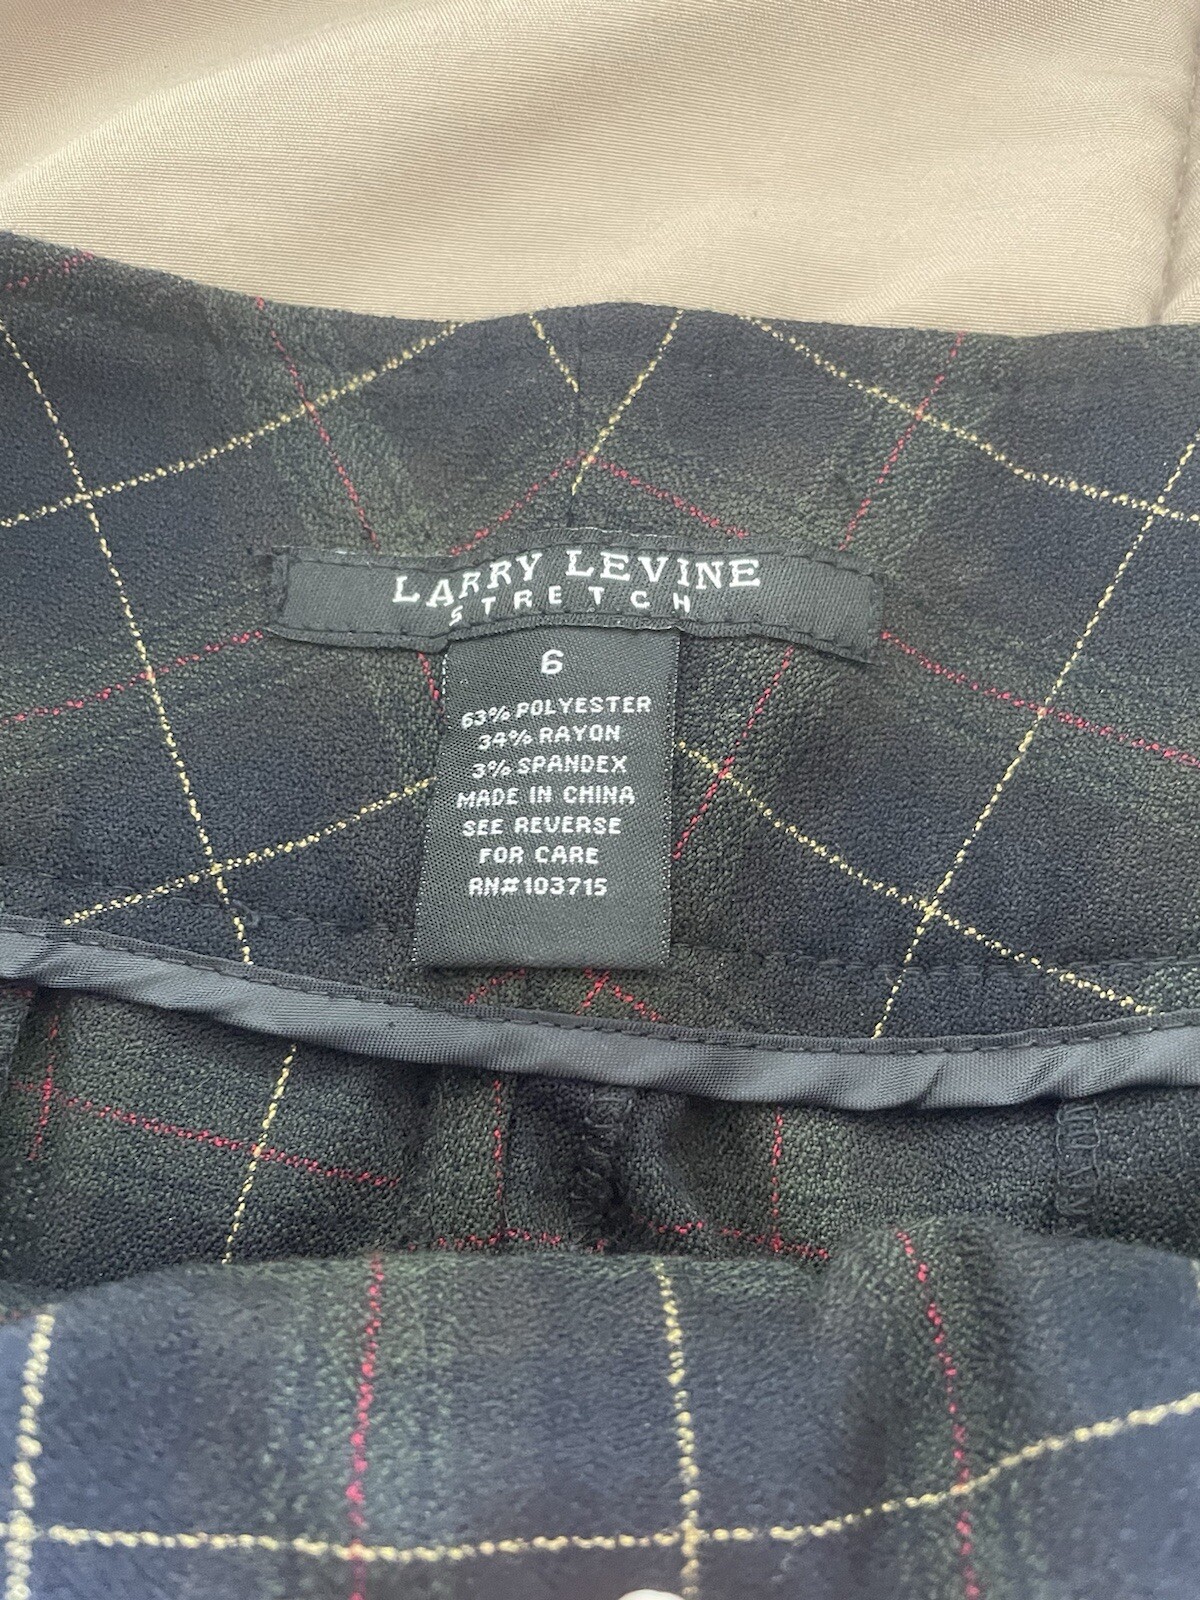 LARRY LEVINE
STRETCH
6
63% POLYESTER
34% RAYON
3% SPANDEX
MADE IN CHINA
SEE REVERSE
FOR CARE
RN#103715